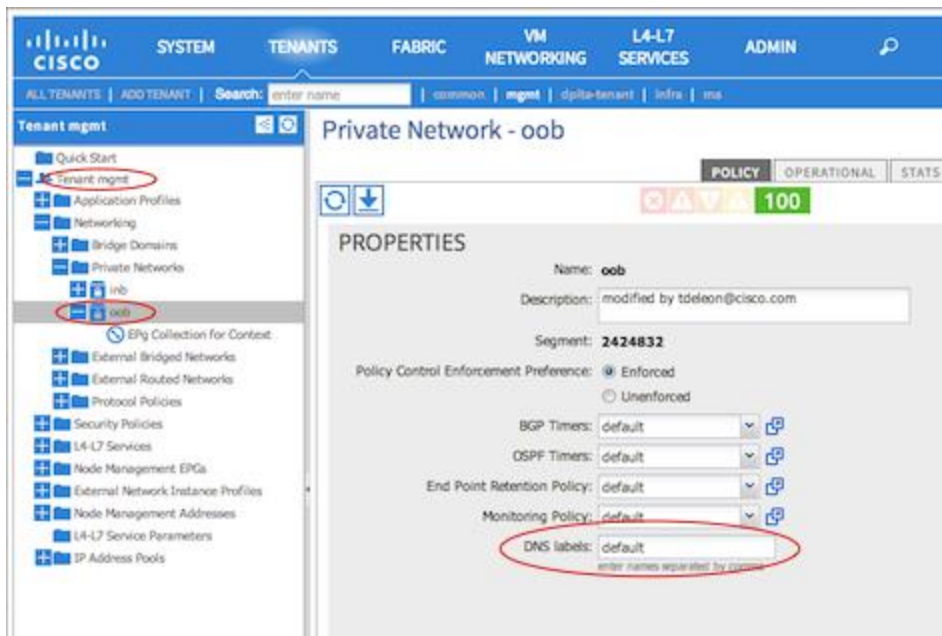 CISCO
SYSTEM
TENANTS
FABRIC
VM NETWORKING
L4-L7 SERVICES
ADMIN
ALL TENANTS | ADD TENANT | Search: enter name | common | mgmt | dpita-tenant | infra | ms
Tenant mgmt
Quick Start
Tenant mgmt
Application Profiles
Networking
Bridge Domains
Private Networks
inb
oob
EPg Collection for Context
External Bridged Networks
External Routed Networks
Protocol Policies
Security Policies
L4-L7 Services
Node Management EPGs
External Network Instance Profiles
Node Management Addresses
L4-L7 Service Parameters
IP Address Pools
Private Network - oob
POLICY
OPERATIONAL
STATS
100
PROPERTIES
Name: oob
Description: modified by tdeleon@cisco.com
Segment: 2424832
Policy Control Enforcement Preference: Enforced
Unenforced
BGP Timers: default
OSPF Timers: default
End Point Retention Policy: default
Monitoring Policy: default
DNS labels: default
enter names separated by comma